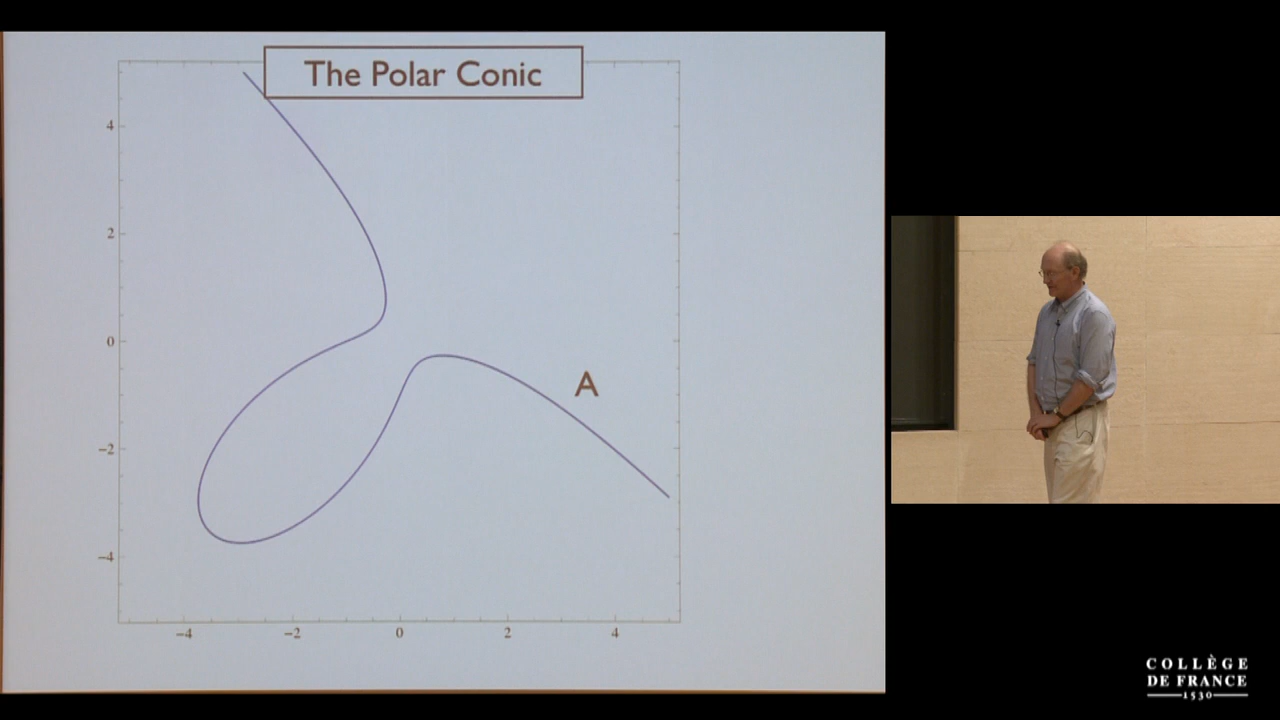 The Polar Conic
4
2
0
A
−2
−4
−4 −2 0 2 4
COLLÈGE
DE FRANCE
1530